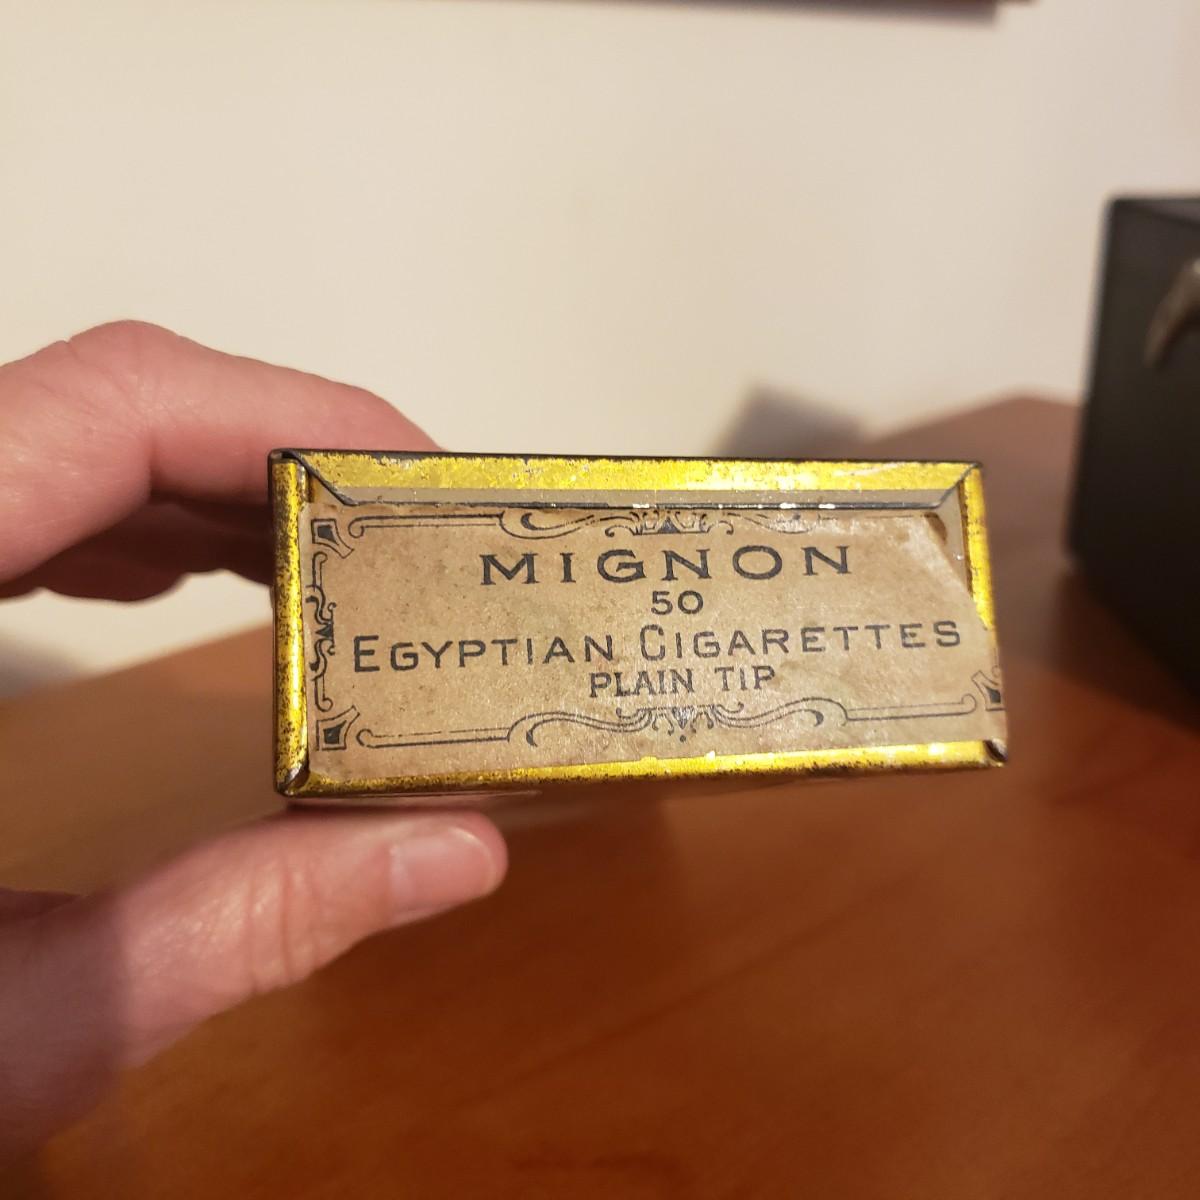 MIGNON
50
EGYPTIAN CIGARETTES
PLAIN TIP